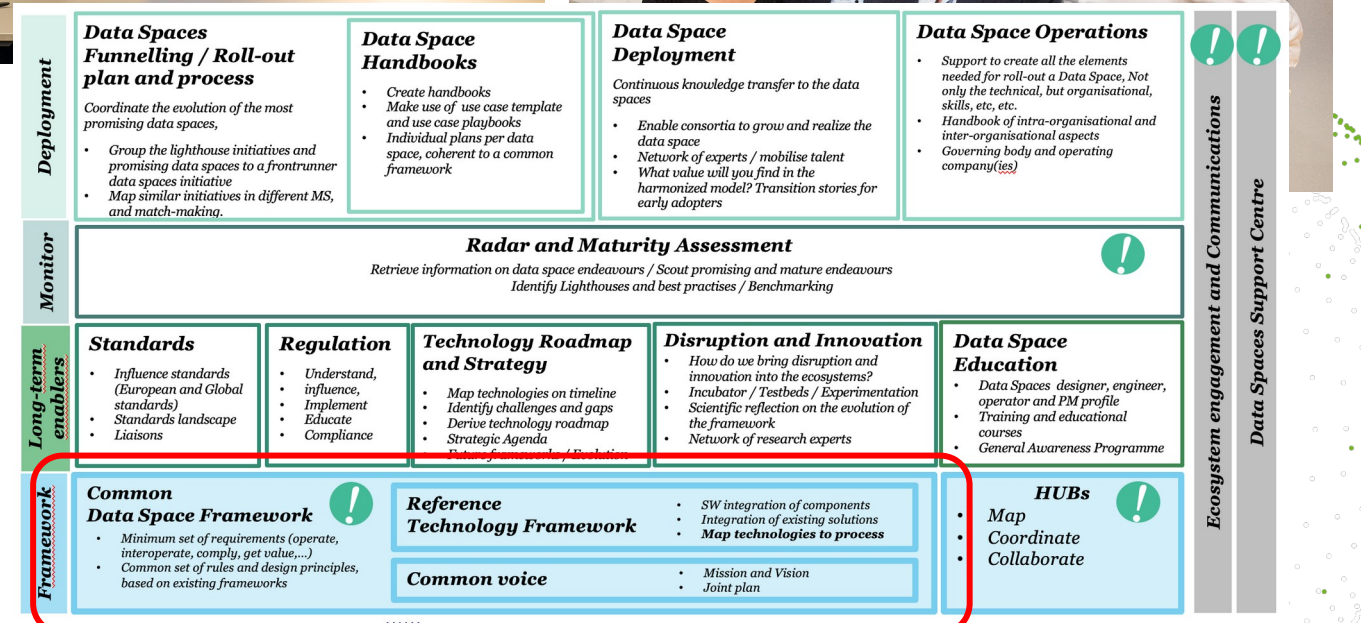 Deployment
Data Spaces
Funnelling / Roll-out
plan and process
Coordinate the evolution of the most
promising data spaces,
• Group the lighthouse initiatives and
promising data spaces to a frontrunner
data spaces initiative
• Map similar initiatives in different MS,
and match-making.
Data Space
Handbooks
• Create handbooks
• Make use of use case template
and use case playbooks
• Individual plans per data
space, coherent to a common
framework
Data Space
Deployment
Continuous knowledge transfer to the data
spaces
• Enable consortia to grow and realize the
data space
• Network of experts / mobilise talent
• What value will you find in the
harmonized model? Transition stories for
early adopters
Data Space Operations
• Support to create all the elements
needed for roll-out a Data Space, Not
only the technical, but organisational,
skills, etc, etc.
• Handbook of intra-organisational and
inter-organisational aspects
• Governing body and operating
company(ies)
Monitor
Radar and Maturity Assessment
Retrieve information on data space endeavours / Scout promising and mature endeavours
Identify Lighthouses and best practises / Benchmarking
!
Long-term
enablers
Standards
• Influence standards
(European and Global
standards)
• Standards landscape
• Liaisons
Regulation
• Understand,
• influence,
• Implement
• Educate
• Compliance
Technology Roadmap
and Strategy
• Map technologies on timeline
• Identify challenges and gaps
• Derive technology roadmap
• Strategic Agenda
• Future frameworks / Evolution
Disruption and Innovation
• How do we bring disruption and
innovation into the ecosystems?
• Incubator / Testbeds / Experimentation
• Scientific reflection on the evolution of
the framework
• Network of research experts
Data Space
Education
• Data Spaces designer, engineer,
operator and PM profile
• Training and educational
courses
• General Awareness Programme
Framework
Common
Data Space Framework
!
• Minimum set of requirements (operate,
interoperate, comply, get value,...)
• Common set of rules and design principles,
based on existing frameworks
Reference
Technology Framework
• SW integration of components
• Integration of existing solutions
• Map technologies to process
Common voice
• Mission and Vision
• Joint plan
HUBs
!
• Map
• Coordinate
• Collaborate
!
Ecosystem engagement and Communications
!
Data Spaces Support Centre